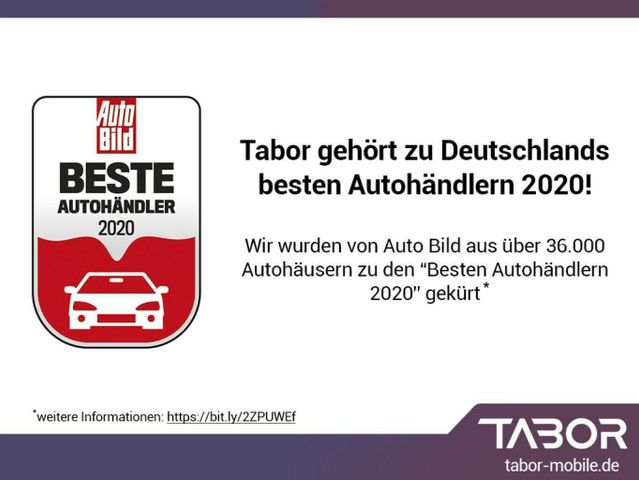 Auto
Bild
BESTE
AUTOHÄNDLER
2020
Tabor gehört zu Deutschlands
besten Autohändlern 2020!
Wir wurden von Auto Bild aus über 36.000
Autohäusern zu den “Besten Autohändlern
2020” gekürt*
*weitere Informationen: https://bit.ly/2ZPUWEf
TABOR
tabor-mobile.de